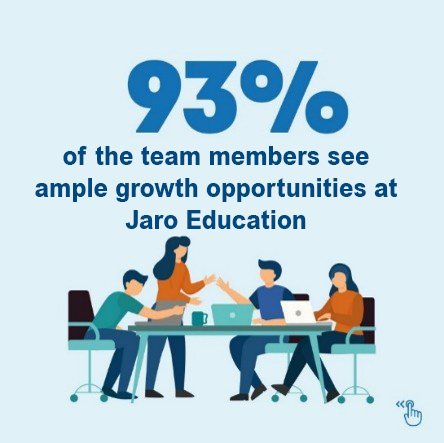 93%
of the team members see
ample growth opportunities at
Jaro Education